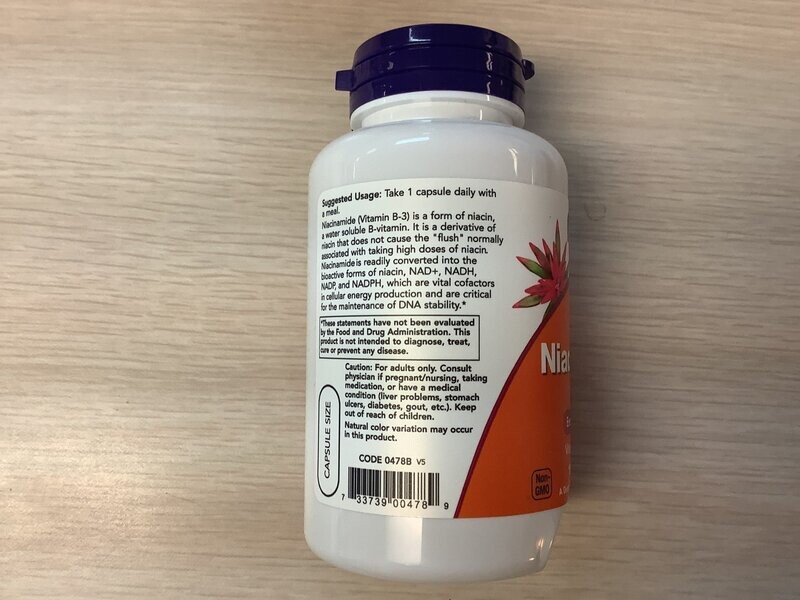 Suggested Usage: Take 1 capsule daily with
a meal.
Niacinamide (Vitamin B-3) is a form of niacin,
a water soluble B-vitamin. It is a derivative of
niacin that does not cause the "flush" normally
associated with taking high doses of niacin.
Niacinamide is readily converted into the
bioactive forms of niacin, NAD+, NADH,
NADP, and NADPH, which are vital cofactors
in cellular energy production and are critical
for the maintenance of DNA stability.*
*These statements have not been evaluated
by the Food and Drug Administration. This
product is not intended to diagnose, treat,
cure or prevent any disease.
Caution: For adults only. Consult
physician if pregnant/nursing, taking
medication, or have a medical
condition (liver problems, stomach
ulcers, diabetes, gout, etc.). Keep
out of reach of children.
Natural color variation may occur
in this product.
CAPSULE SIZE
CODE 0478B V5
7 33739 00478 9
Non-
GMO